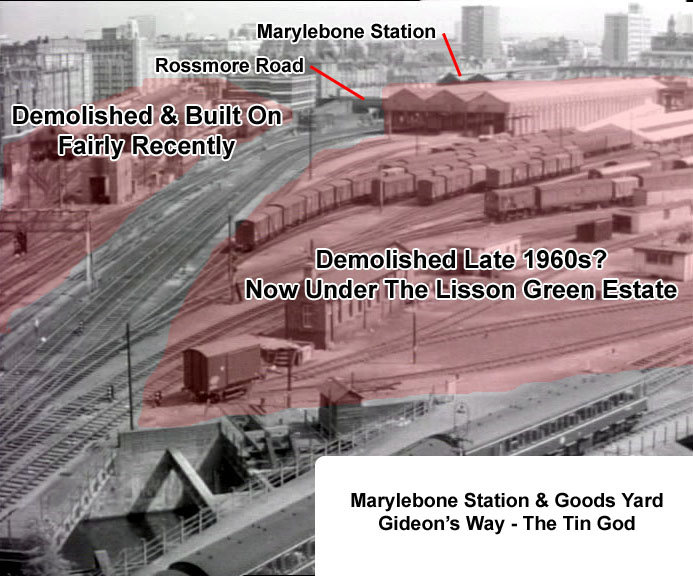 Marylebone Station
Rossmore Road
Demolished & Built On
Fairly Recently
Demolished Late 1960s?
Now Under The Lisson Green Estate
Marylebone Station & Goods Yard
Gideon's Way - The Tin God